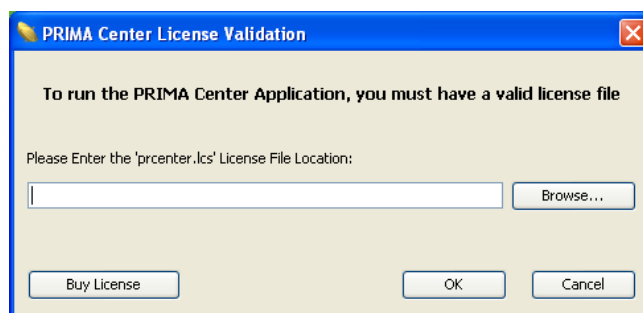 PRIMA Center License Validation
To run the PRIMA Center Application, you must have a valid license file
Please Enter the 'prcenter.lcs' License File Location:
Browse...
Buy License OK Cancel